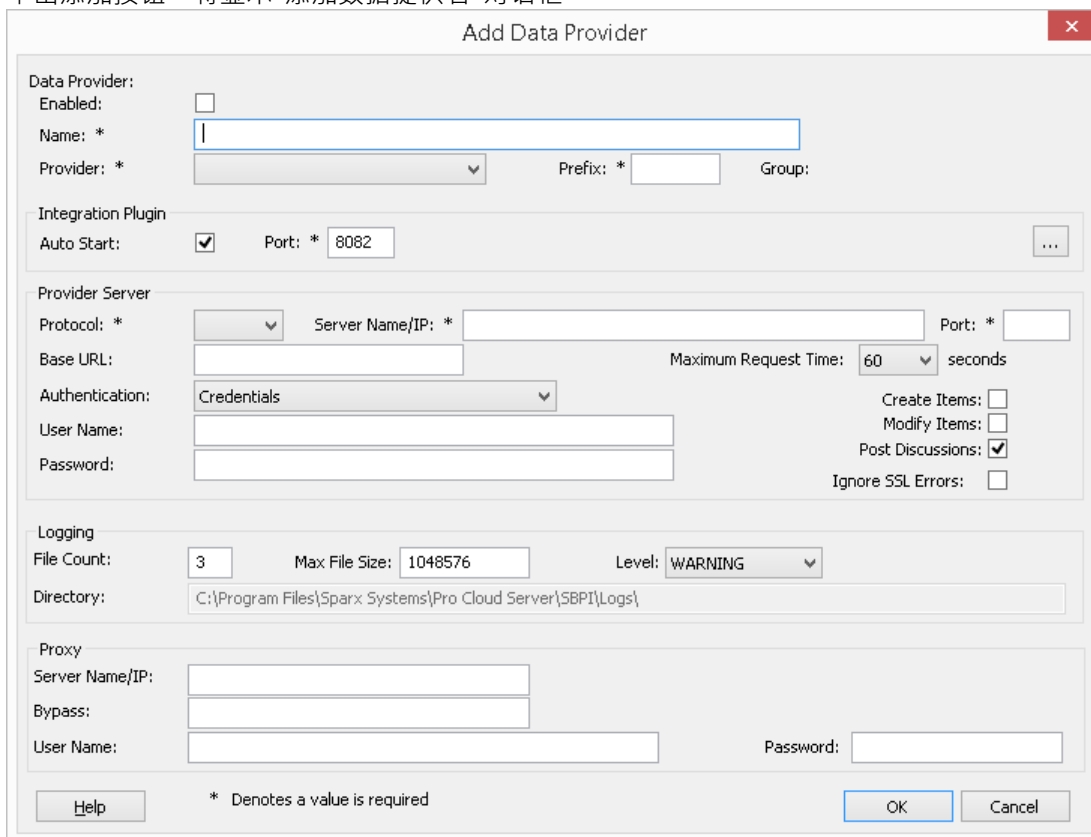 Add Data Provider
Data Provider:
Enabled:
Name: *
Provider: * Prefix: * Group:
Integration Plugin
Auto Start: Port: * 8082 ...
Provider Server
Protocol: * Server Name/IP: * Port: *
Base URL: Maximum Request Time: 60 seconds
Authentication: Credentials Create Items:
User Name: Modify Items:
Post Discussions:
Password:
Ignore SSL Errors:
Logging
File Count: 3 Max File Size: 1048576 Level: WARNING
Directory: C:\Program Files\Sparx Systems\Pro Cloud Server\SBPI\Logs\
Proxy
Server Name/IP:
Bypass:
User Name: Password:
Help * Denotes a value is required OK Cancel